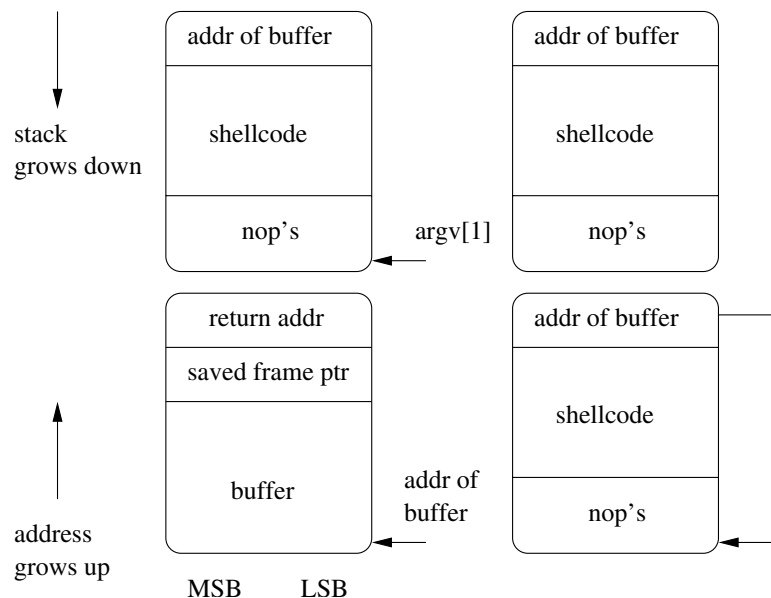 addr of buffer
addr of buffer
stack
grows down
shellcode
shellcode
nop's
argv[1]
nop's
return addr
addr of buffer
saved frame ptr
shellcode
buffer
addr of
buffer
nop's
address
grows up
MSB LSB